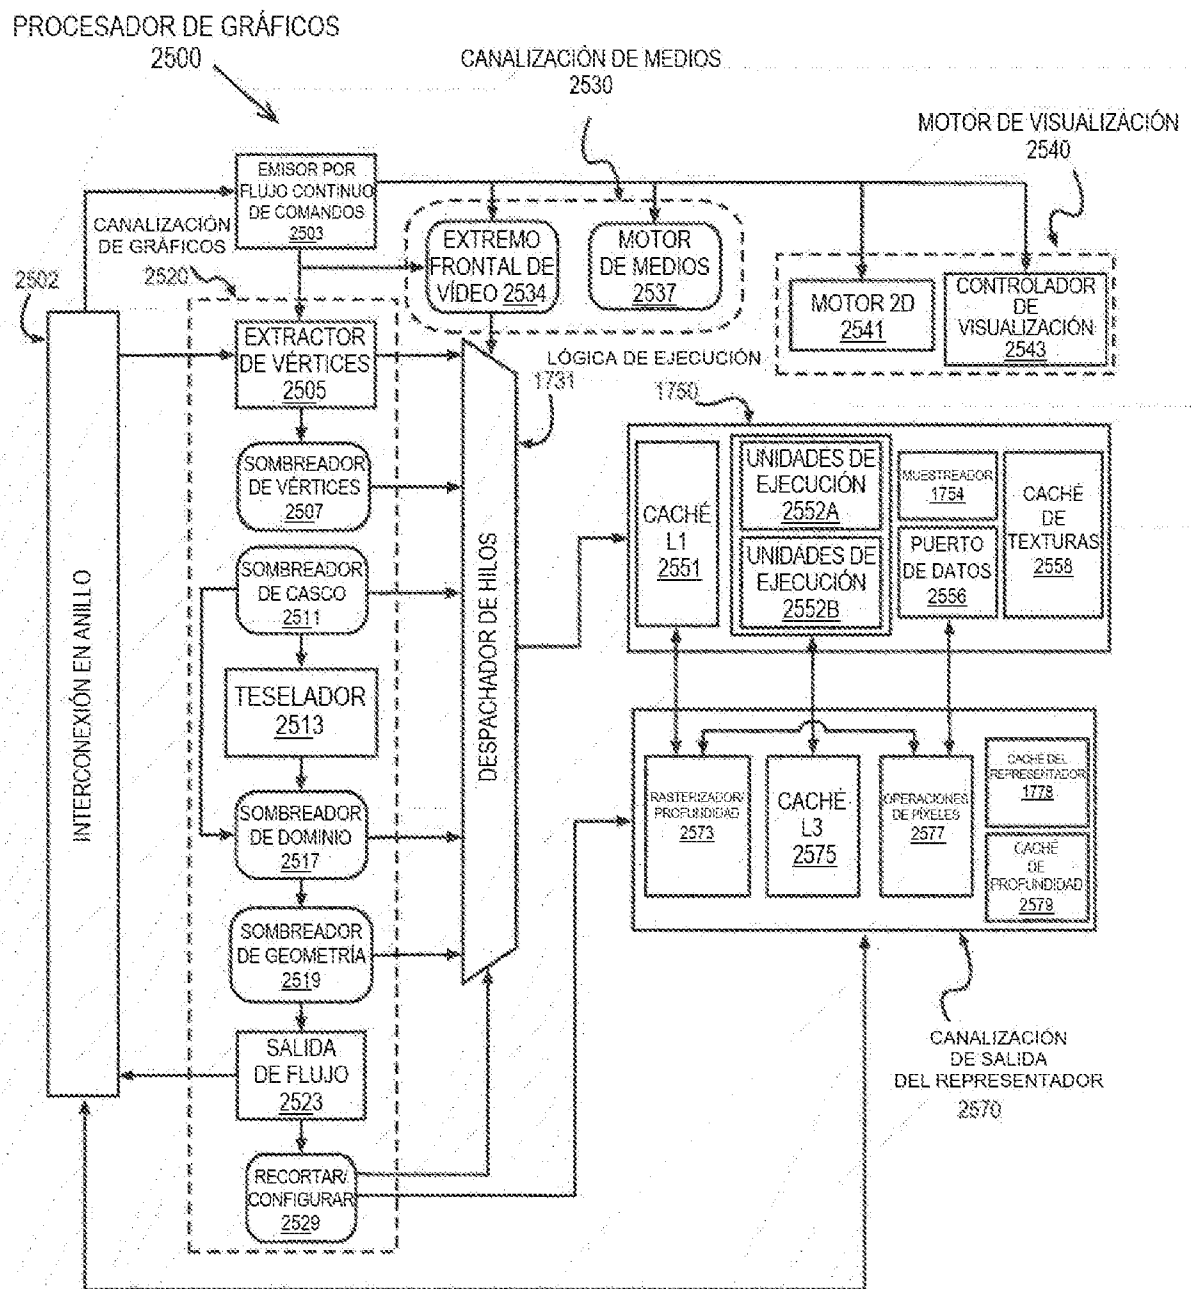 PROCESADOR DE GRÁFICOS
2500
CANALIZACIÓN DE MEDIOS
2530
MOTOR DE VISUALIZACIÓN
2540
EMISOR POR
FLUJO CONTINUO
DE COMANDOS
2503
CANALIZACIÓN
DE GRÁFICOS
2520
2502
EXTREMO
FRONTAL DE
VÍDEO 2534
MOTOR
DE MEDIOS
2537
MOTOR 2D
2541
CONTROLADOR
DE
VISUALIZACIÓN
2543
EXTRACTOR
DE VÉRTICES
2505
LÓGICA DE EJECUCIÓN
1731
1750
SOMBREADOR
DE VÉRTICES
2507
SOMBREADOR
DE CASCO
2511
TESELADOR
2513
SOMBREADOR
DE DOMINIO
2517
SOMBREADOR
DE GEOMETRÍA
2519
SALIDA
DE FLUJO
2523
RECORTAR/
CONFIGURAR
2529
INTERCONEXIÓN EN ANILLO
DESPACHADOR DE HILOS
CACHÉ
L1
2551
UNIDADES DE
EJECUCIÓN
2552A
UNIDADES DE
EJECUCIÓN
2552B
MUESTREADOR
1754
PUERTO
DE DATOS
2556
CACHÉ
DE
TEXTURAS
2558
RASTERIZADOR/
PROFUNDIDAD
2573
CACHÉ
L3
2575
OPERACIONES
DE PÍXELES
2577
CACHÉ DEL
REPRESENTADOR
1778
CACHÉ
DE
PROFUNDIDAD
2579
CANALIZACIÓN
DE SALIDA
DEL REPRESENTADOR
2570